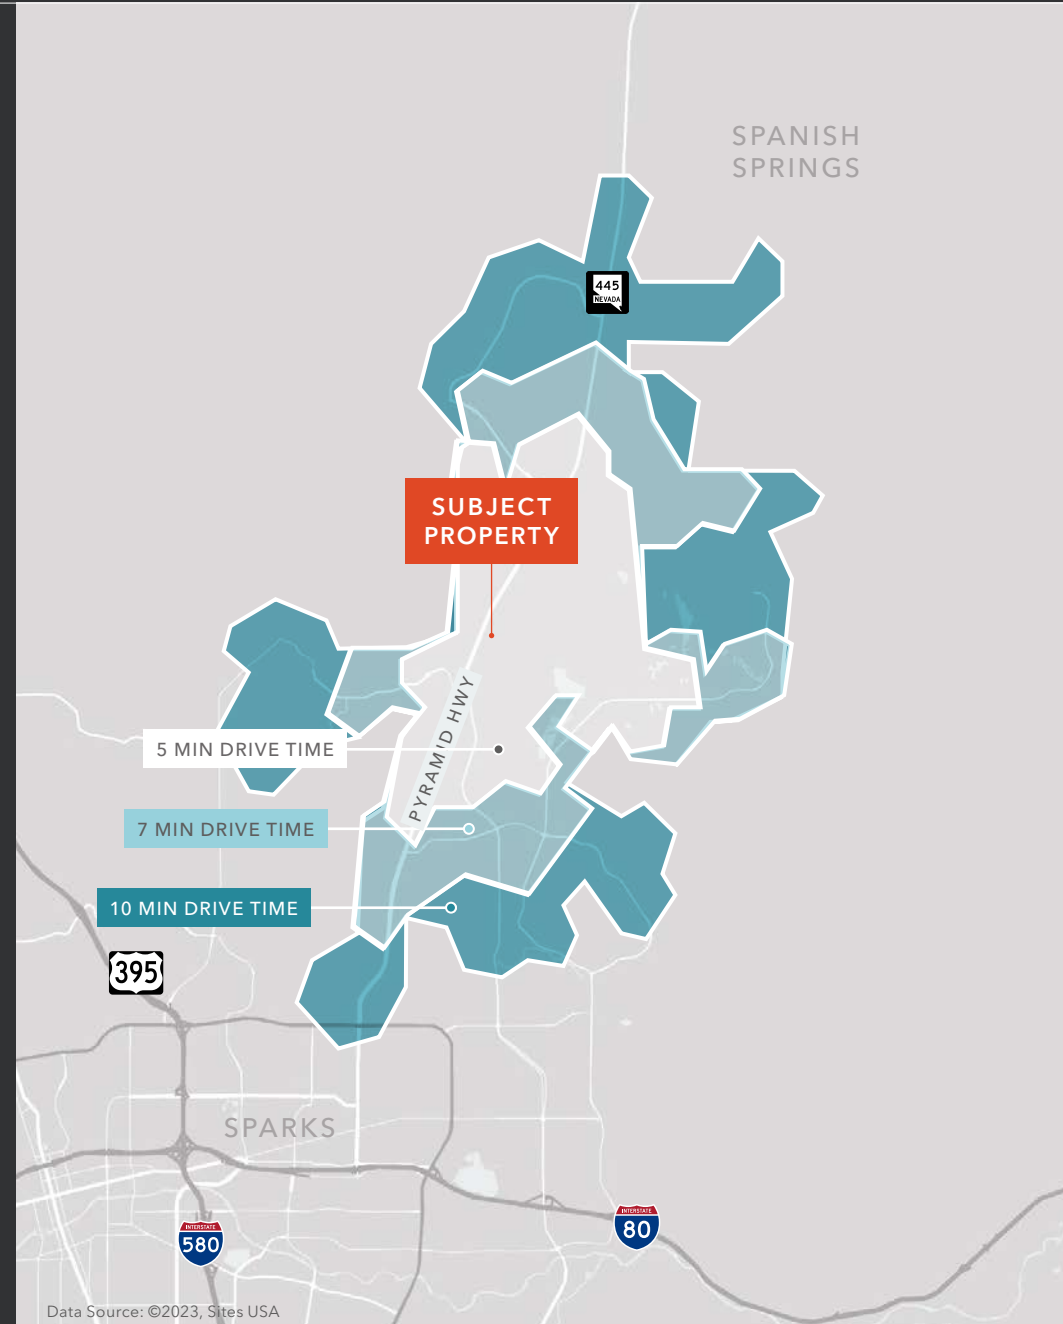 SPANISH
SPRINGS
445
NEVADA
SUBJECT
PROPERTY
PYRAMID HWY
5 MIN DRIVE TIME
7 MIN DRIVE TIME
10 MIN DRIVE TIME
395
SPARKS
INTERSTATE
580
INTERSTATE
80
Data Source: ©2023, Sites USA